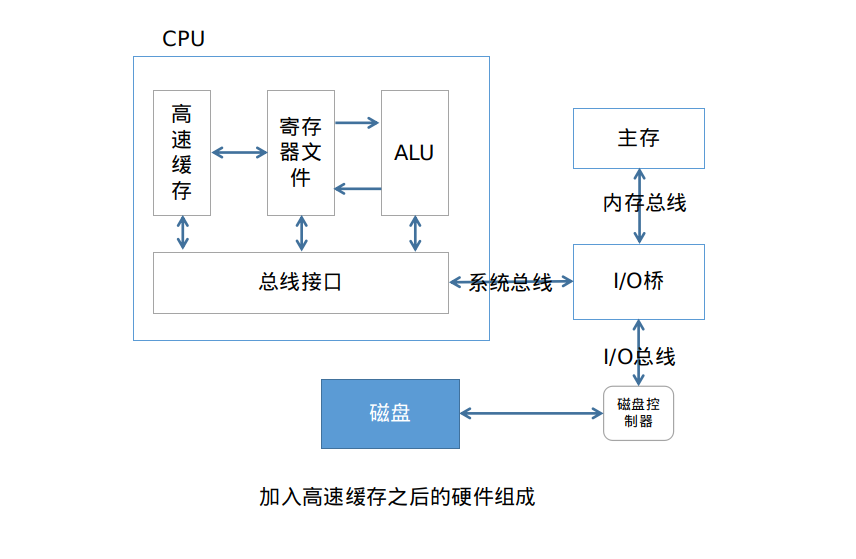 CPU
高
速
缓
存
寄存
器文
件
ALU
主存
内存总线
总线接口
系统总线
I/O桥
I/O总线
磁盘
磁盘控
制器
加入高速缓存之后的硬件组成